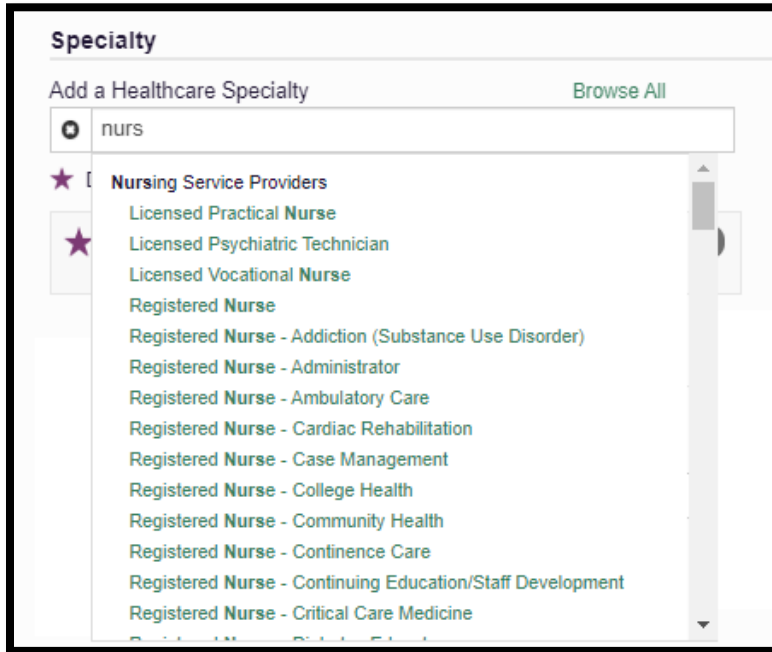 Specialty
Add a Healthcare Specialty Browse All
nurs
Nursing Service Providers
Licensed Practical Nurse
Licensed Psychiatric Technician
Licensed Vocational Nurse
Registered Nurse
Registered Nurse - Addiction (Substance Use Disorder)
Registered Nurse - Administrator
Registered Nurse - Ambulatory Care
Registered Nurse - Cardiac Rehabilitation
Registered Nurse - Case Management
Registered Nurse - College Health
Registered Nurse - Community Health
Registered Nurse - Continence Care
Registered Nurse - Continuing Education/Staff Development
Registered Nurse - Critical Care Medicine